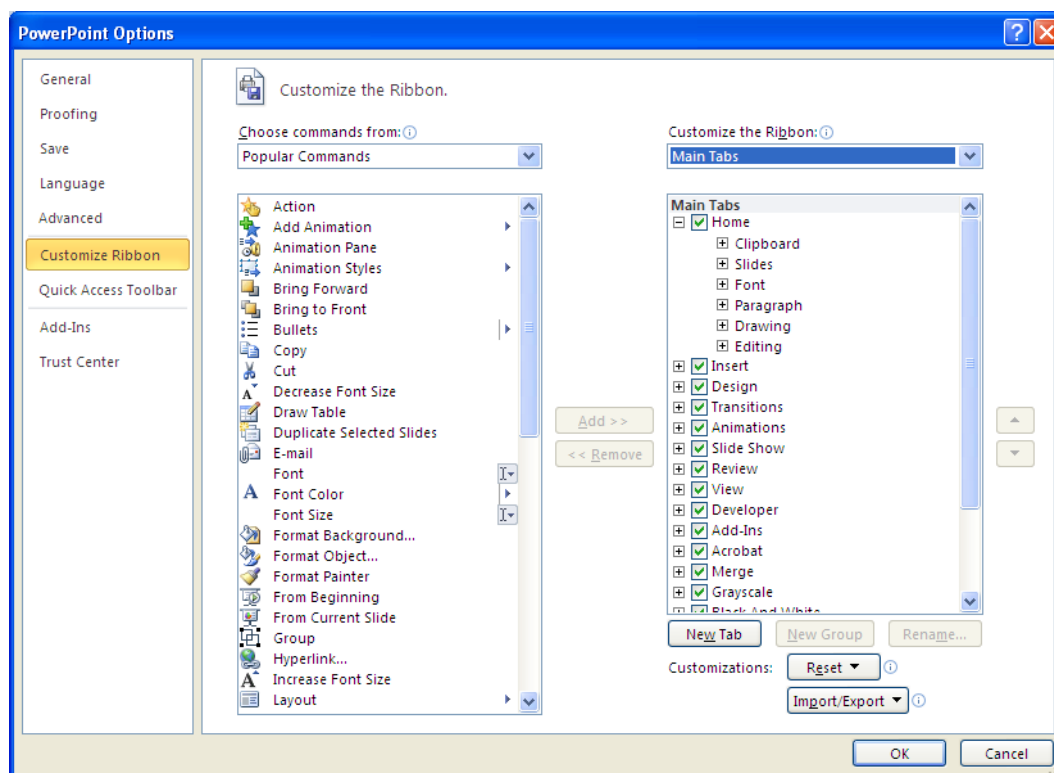 PowerPoint Options
General
Proofing
Save
Language
Advanced
Customize Ribbon
Quick Access Toolbar
Add-Ins
Trust Center
Customize the Ribbon.
Choose commands from:
Popular Commands
Action
Add Animation
Animation Pane
Animation Styles
Bring Forward
Bring to Front
Bullets
Copy
Cut
Decrease Font Size
Draw Table
Duplicate Selected Slides
E-mail
Font
Font Color
Font Size
Format Background...
Format Object...
Format Painter
From Beginning
From Current Slide
Group
Hyperlink...
Increase Font Size
Layout
Add >>
<< Remove
Customize the Ribbon:
Main Tabs
Main Tabs
Home
Clipboard
Slides
Font
Paragraph
Drawing
Editing
Insert
Design
Transitions
Animations
Slide Show
Review
View
Developer
Add-Ins
Acrobat
Merge
Grayscale
Black And White
New Tab
New Group
Rename...
Customizations:
Reset
Import/Export
OK
Cancel